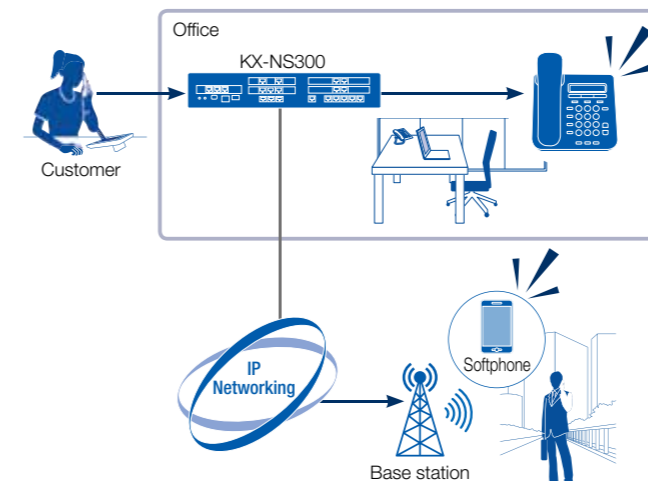 Office
KX-NS300
Customer
IP
Networking
Softphone
Base station